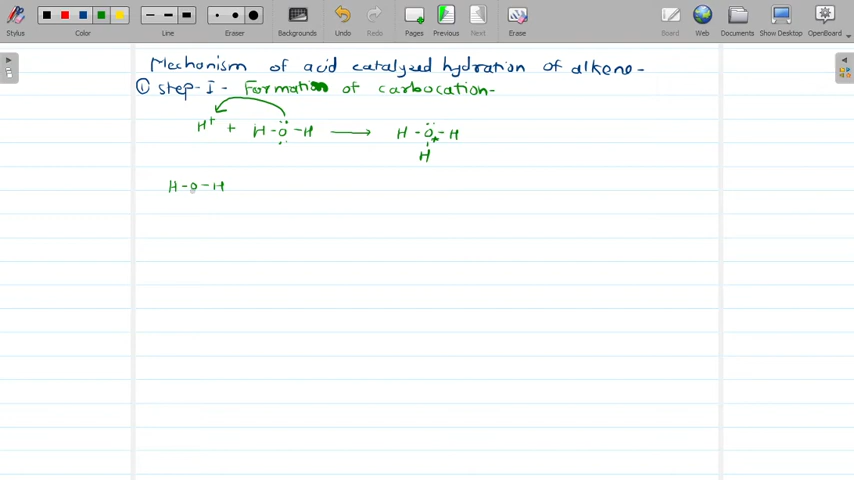 Stylus Color Line Eraser Backgrounds Undo Redo Pages Previous Next Erase Board Web Documents Show Desktop OpenBoard
Mechanism of acid catalyzed hydration of alkene-
① step-I- Formation of carbocation-
H+ + H-O-H ⟶ H-O-H
+
H
H-O-H